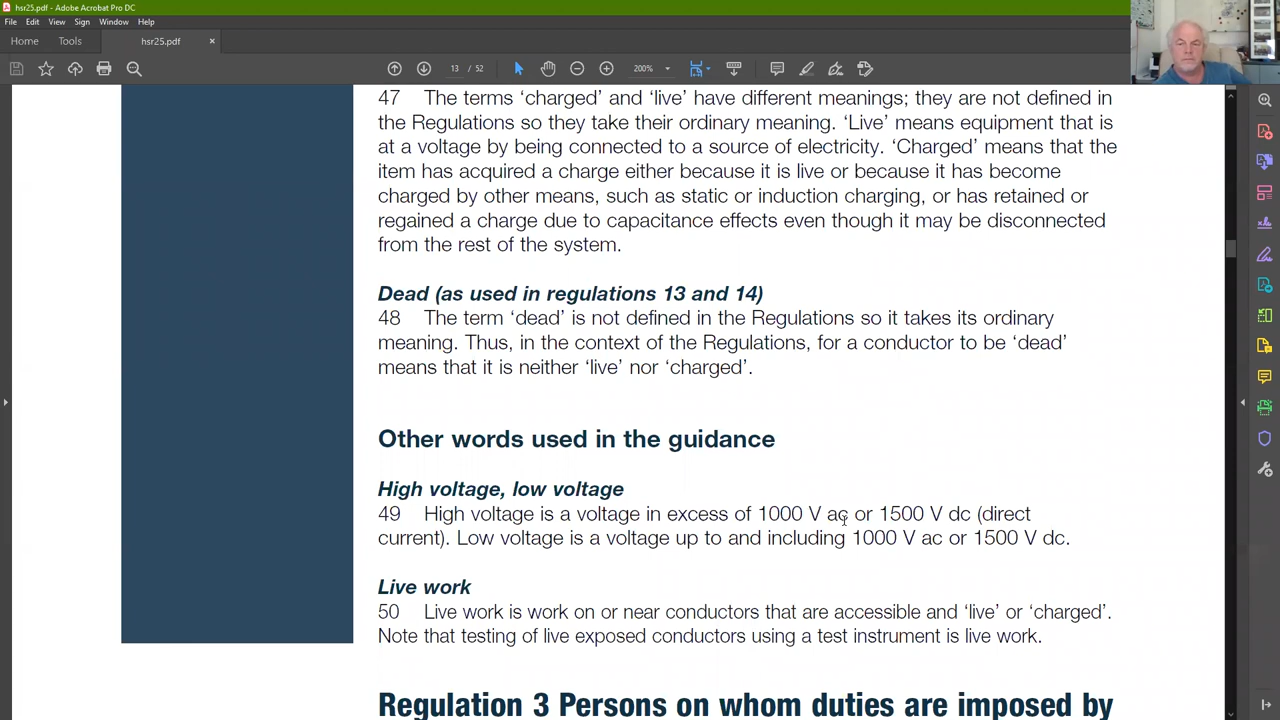 hsr25.pdf - Adobe Acrobat Pro DC
File Edit View Sign Window Help
Home Tools hsr25.pdf ×
13 / 52 200%
47 The terms ‘charged’ and ‘live’ have different meanings; they are not defined in
the Regulations so they take their ordinary meaning. ‘Live’ means equipment that is
at a voltage by being connected to a source of electricity. ‘Charged’ means that the
item has acquired a charge either because it is live or because it has become
charged by other means, such as static or induction charging, or has retained or
regained a charge due to capacitance effects even though it may be disconnected
from the rest of the system.
Dead (as used in regulations 13 and 14)
48 The term ‘dead’ is not defined in the Regulations so it takes its ordinary
meaning. Thus, in the context of the Regulations, for a conductor to be ‘dead’
means that it is neither ‘live’ nor ‘charged’.
Other words used in the guidance
High voltage, low voltage
49 High voltage is a voltage in excess of 1000 V ac or 1500 V dc (direct
current). Low voltage is a voltage up to and including 1000 V ac or 1500 V dc.
Live work
50 Live work is work on or near conductors that are accessible and ‘live’ or ‘charged’.
Note that testing of live exposed conductors using a test instrument is live work.
Regulation 3 Persons on whom duties are imposed by